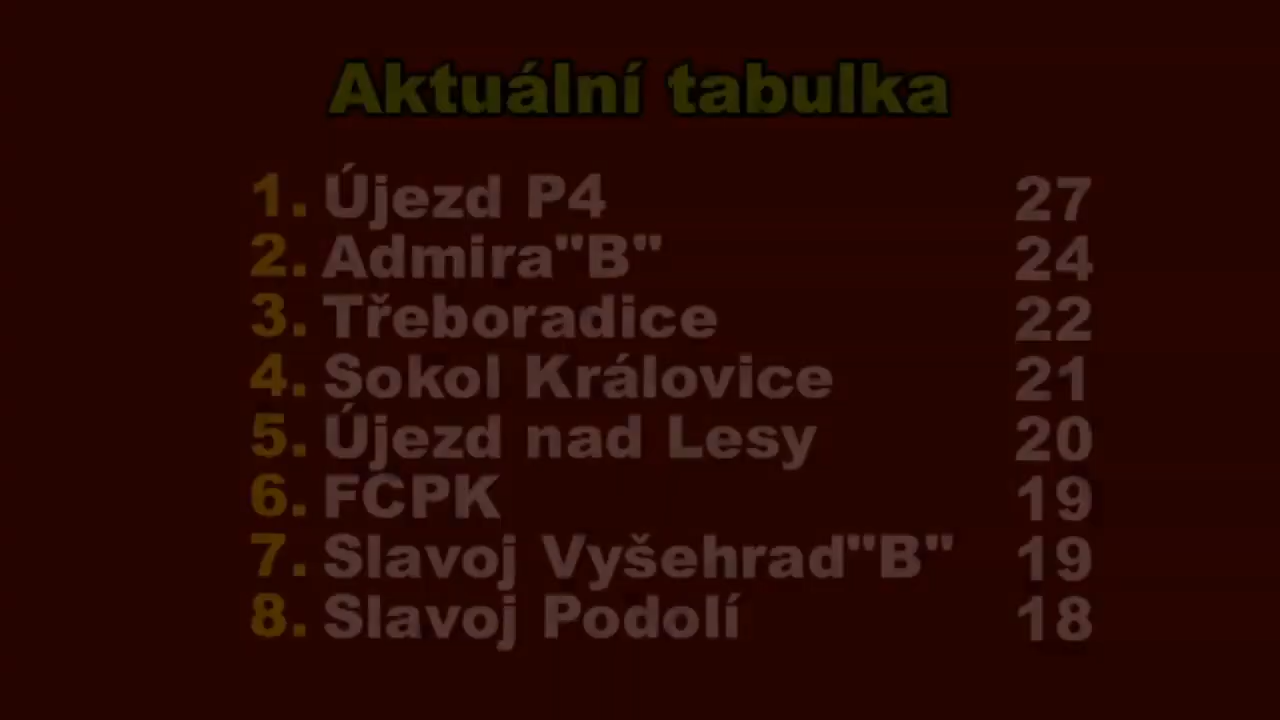 Aktuální tabulka
1. Újezd P4 27
2. Admira"B" 24
3. Třeboradice 22
4. Sokol Královice 21
5. Újezd nad Lesy 20
6. FCPK 19
7. Slavoj Vyšehrad"B" 19
8. Slavoj Podolí 18